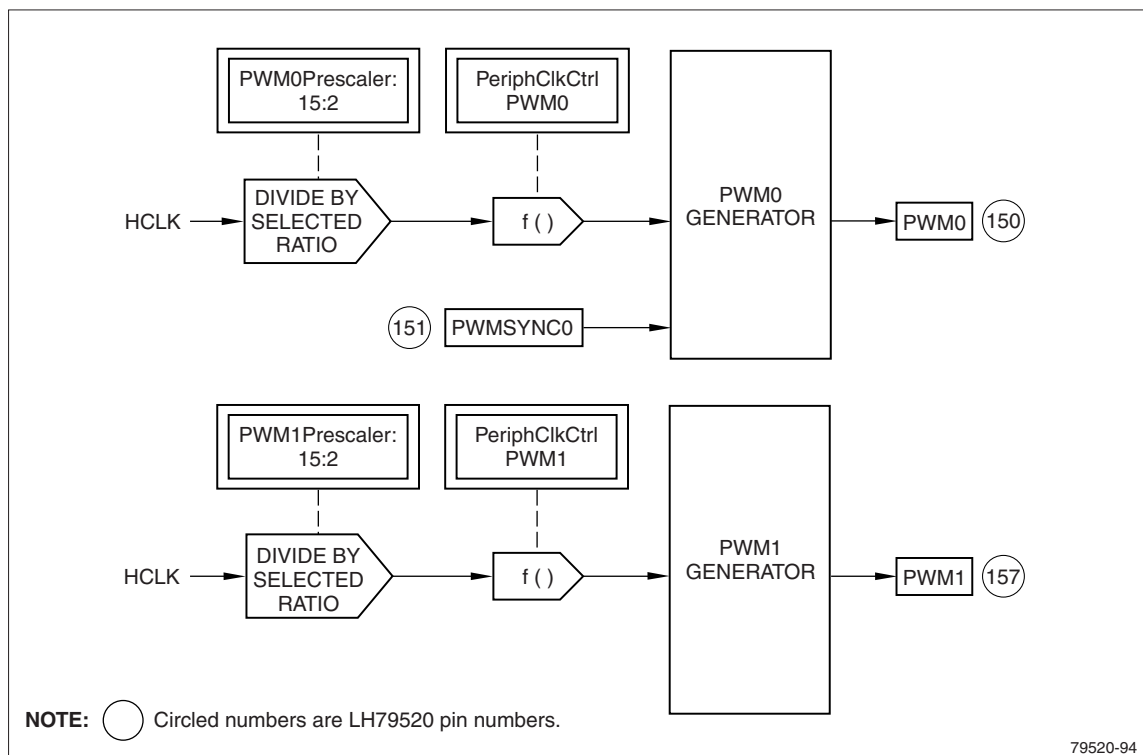 PWM0Prescaler:
15:2
PeriphClkCtrl
PWM0
HCLK
DIVIDE BY
SELECTED
RATIO
f ( )
PWM0
GENERATOR
PWM0
150
151
PWMSYNC0
PWM1Prescaler:
15:2
PeriphClkCtrl
PWM1
HCLK
DIVIDE BY
SELECTED
RATIO
f ( )
PWM1
GENERATOR
PWM1
157
NOTE: Circled numbers are LH79520 pin numbers.
79520-94